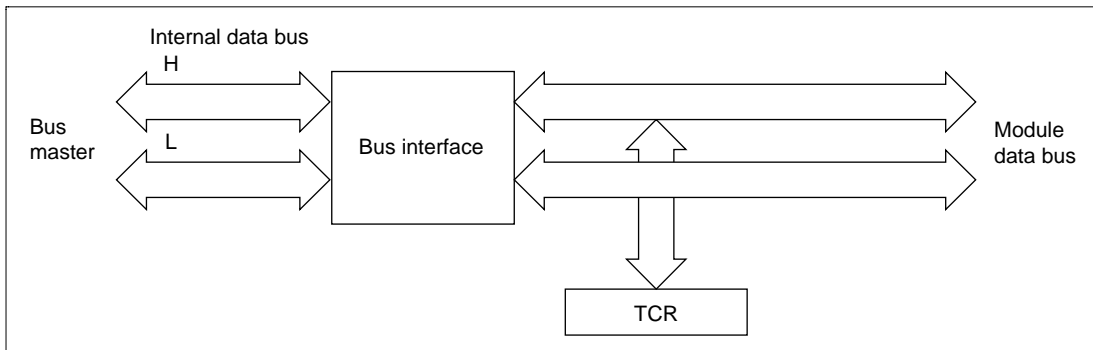 Internal data bus
H
Bus
master
L
Bus interface
Module
data bus
TCR